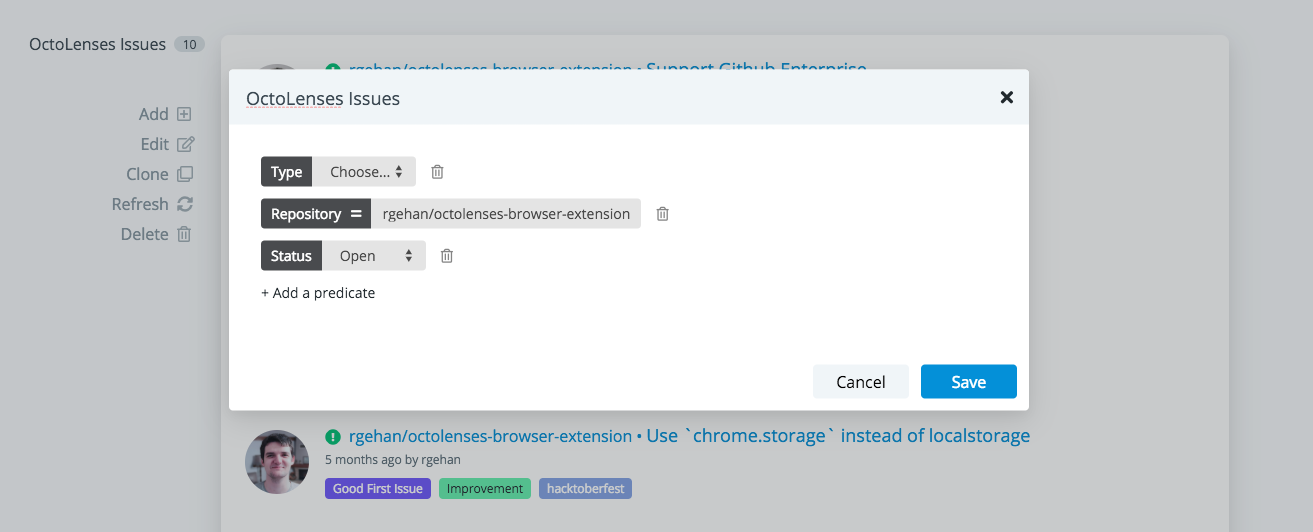 OctoLenses Issues 10
Add
Edit
Clone
Refresh
Delete
rgehan/octolenses-browser-extension • Support Github Enterprise
OctoLenses Issues
Type Choose...
Repository = rgehan/octolenses-browser-extension
Status Open
+ Add a predicate
Cancel Save
rgehan/octolenses-browser-extension • Use `chrome.storage` instead of localstorage
5 months ago by rgehan
Good First Issue Improvement hacktoberfest